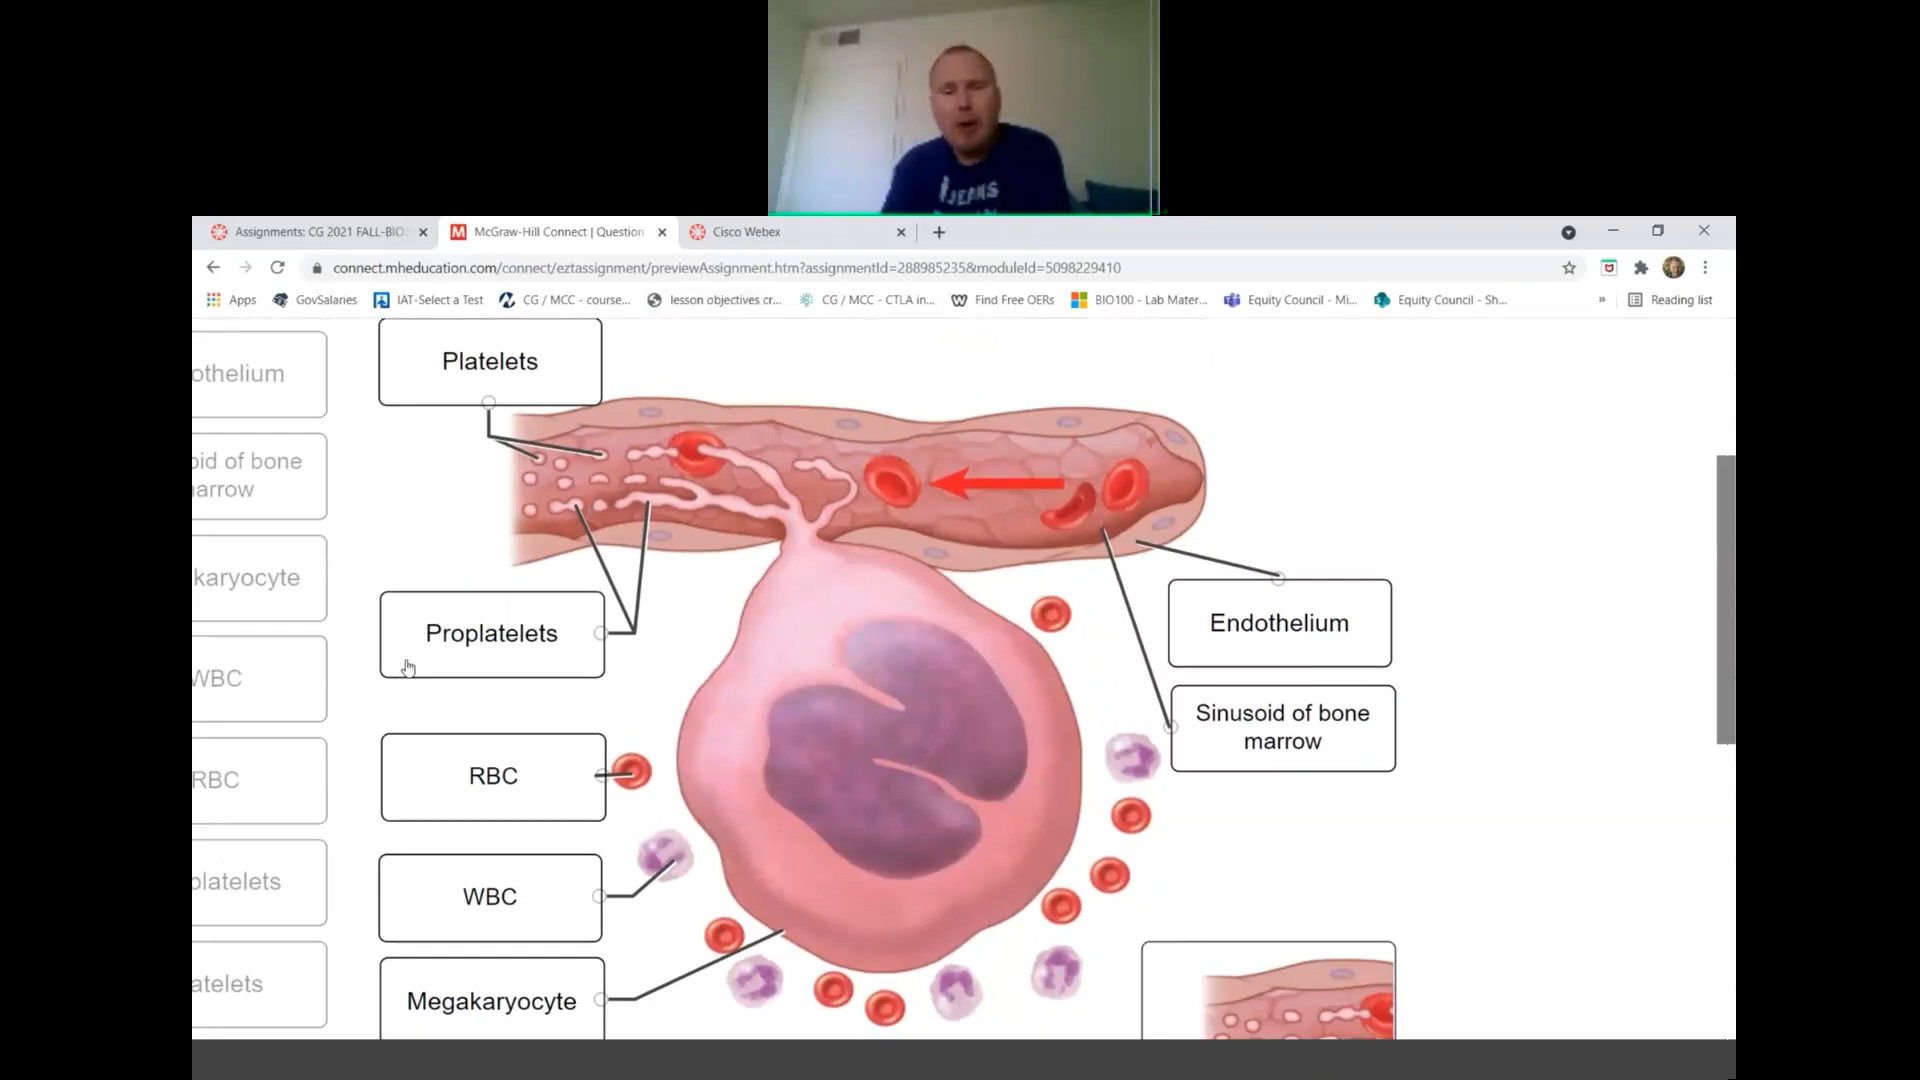 JEANS
Assignments: CG 2021 FALL-BIO
McGraw-Hill Connect | Question
Cisco Webex
connect.mheducation.com/connect/eztassignment/previewAssignment.htm?assignmentId=288985235&moduleId=5098229410
Apps GovSalaries IAT-Select a Test CG / MCC - course... lesson objectives cr... CG / MCC - CTLA in... Find Free OERs BIO100 - Lab Mater... Equity Council - Mi... Equity Council - Sh... » Reading list
othelium
oid of bone
arrow
karyocyte
WBC
RBC
platelets
atelets
Platelets
Proplatelets
RBC
WBC
Megakaryocyte
Endothelium
Sinusoid of bone
marrow